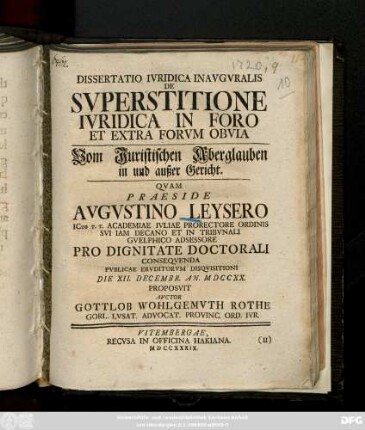 1720,9
10
DISSERTATIO IVRIDICA INAVGVRALIS
DE
SVPERSTITIONE
IVRIDICA IN FORO
ET EXTRA FORVM OBVIA
Vom Juristischen Aberglauben
in und außer Gericht.
QVAM
PRAESIDE
AVGVSTINO LEYSERO
ICto T. T. ACADEMIAE IVLIAE PRORECTORE ORDINIS
SVI IAM DECANO ET IN TRIBVNALI
GVELPHICO ADSESSORE
PRO DIGNITATE DOCTORALI
CONSEQVENDA
PVBLICAE ERVDITORVM DISQVISITIONI
DIE XII. DECEMBR. AN. MDCCXX.
PROPOSVIT
AVCTOR
GOTTLOB WOHLGEMVTH ROTHE
GORL. LVSAT. ADVOCAT. PROVINC. ORD. IVR.
VITEMBERGAE,
RECVSA IN OFFICINA HAKIANA.
MDCCXXXIX.
(11)
DFG